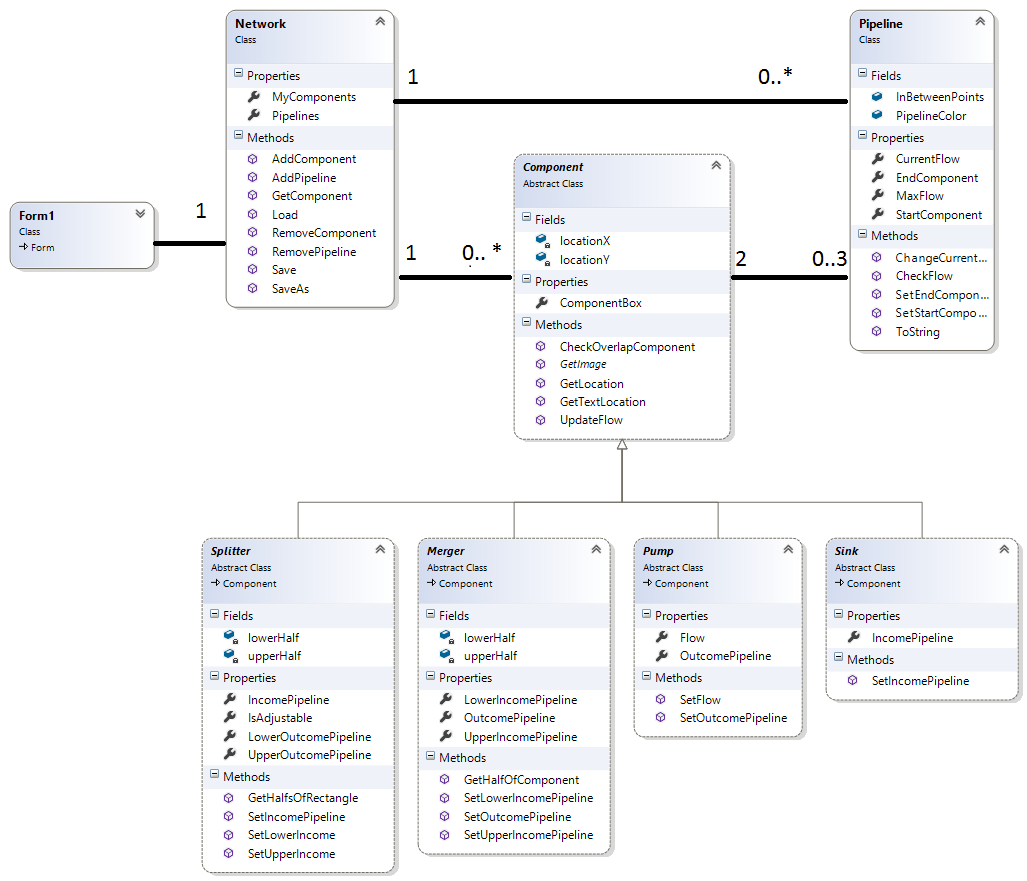 Form1
Class
Form
1
Network
Class
Properties
MyComponents
Pipelines
Methods
AddComponent
AddPipeline
GetComponent
Load
RemoveComponent
RemovePipeline
Save
SaveAs
1
0..*
1
0.. *
Component
Abstract Class
Fields
locationX
locationY
Properties
ComponentBox
Methods
CheckOverlapComponent
GetImage
GetLocation
GetTextLocation
UpdateFlow
2
0..3
Pipeline
Class
Fields
InBetweenPoints
PipelineColor
Properties
CurrentFlow
EndComponent
MaxFlow
StartComponent
Methods
ChangeCurrent...
CheckFlow
SetEndCompon...
SetStartCompo...
ToString
Splitter
Abstract Class
Component
Fields
lowerHalf
upperHalf
Properties
IncomePipeline
IsAdjustable
LowerOutcomePipeline
UpperOutcomePipeline
Methods
GetHalfsOfRectangle
SetIncomePipeline
SetLowerIncome
SetUpperIncome
Merger
Abstract Class
Component
Fields
lowerHalf
upperHalf
Properties
LowerIncomePipeline
OutcomePipeline
UpperIncomePipeline
Methods
GetHalfOfComponent
SetLowerIncomePipeline
SetOutcomePipeline
SetUpperIncomePipeline
Pump
Abstract Class
Component
Properties
Flow
OutcomePipeline
Methods
SetFlow
SetOutcomePipeline
Sink
Abstract Class
Component
Properties
IncomePipeline
Methods
SetIncomePipeline